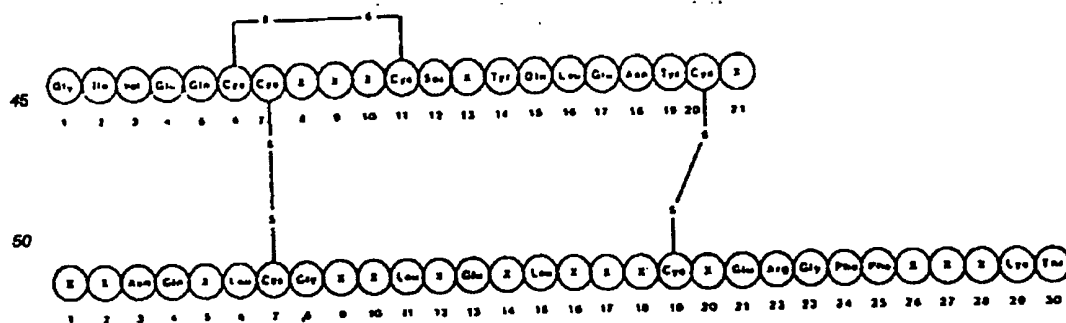 S S
45
Gly Ile Val Glu Gln Cys Cys X X X Cys Ser X Tyr Gln Leu Glu Asn Tyr Cys X
1 2 3 4 5 6 7 8 9 10 11 12 13 14 15 16 17 18 19 20 21
S S
S S
50
X X Asn Gln X Leu Cys Gly X X Leu X Glu X Leu X X X Cys X Glu Arg Gly Phe Phe X X X Lys Thr
1 2 3 4 5 6 7 8 9 10 11 12 13 14 15 16 17 18 19 20 21 22 23 24 25 26 27 28 29 30